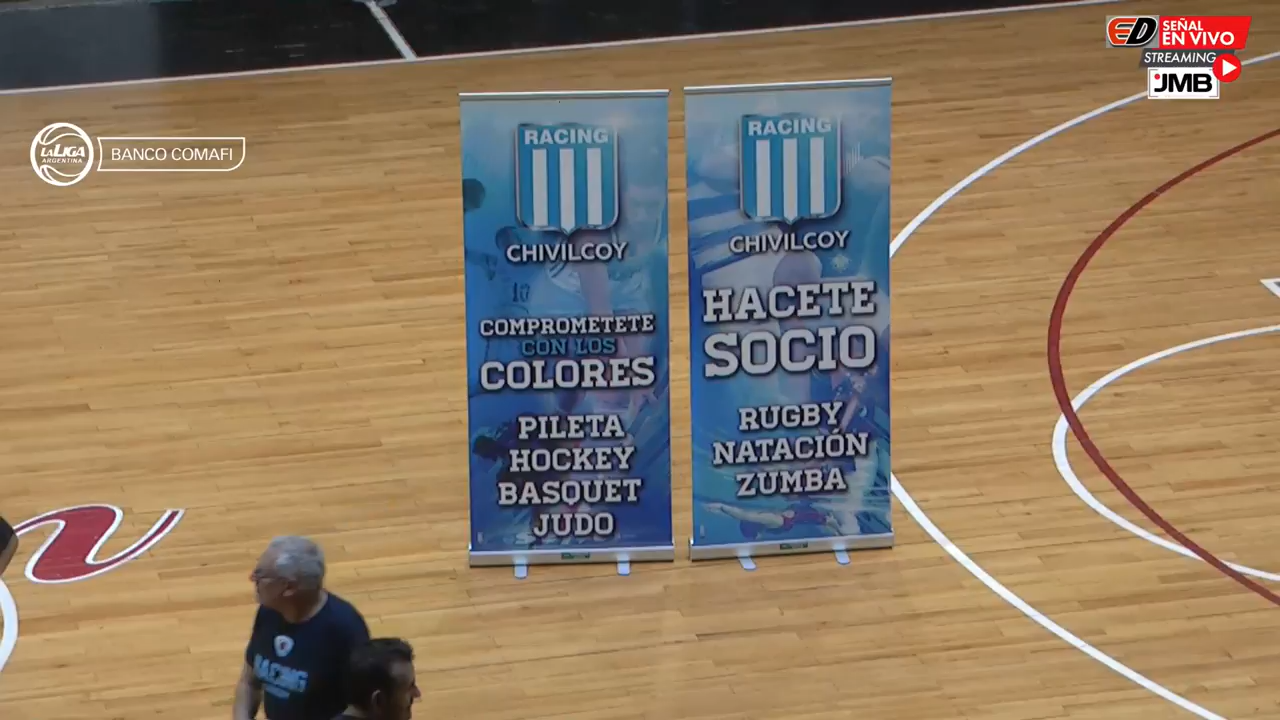 ED SEÑAL
EN VIVO
STREAMING
JMB
LALIGA
ARGENTINA
BANCO COMAFI
RACING
CHIVILCOY
COMPROMETETE
CON LOS
COLORES
PILETA
HOCKEY
BASQUET
JUDO
RACING
CHIVILCOY
HACETE
SOCIO
RUGBY
NATACIÓN
ZUMBA
RACING